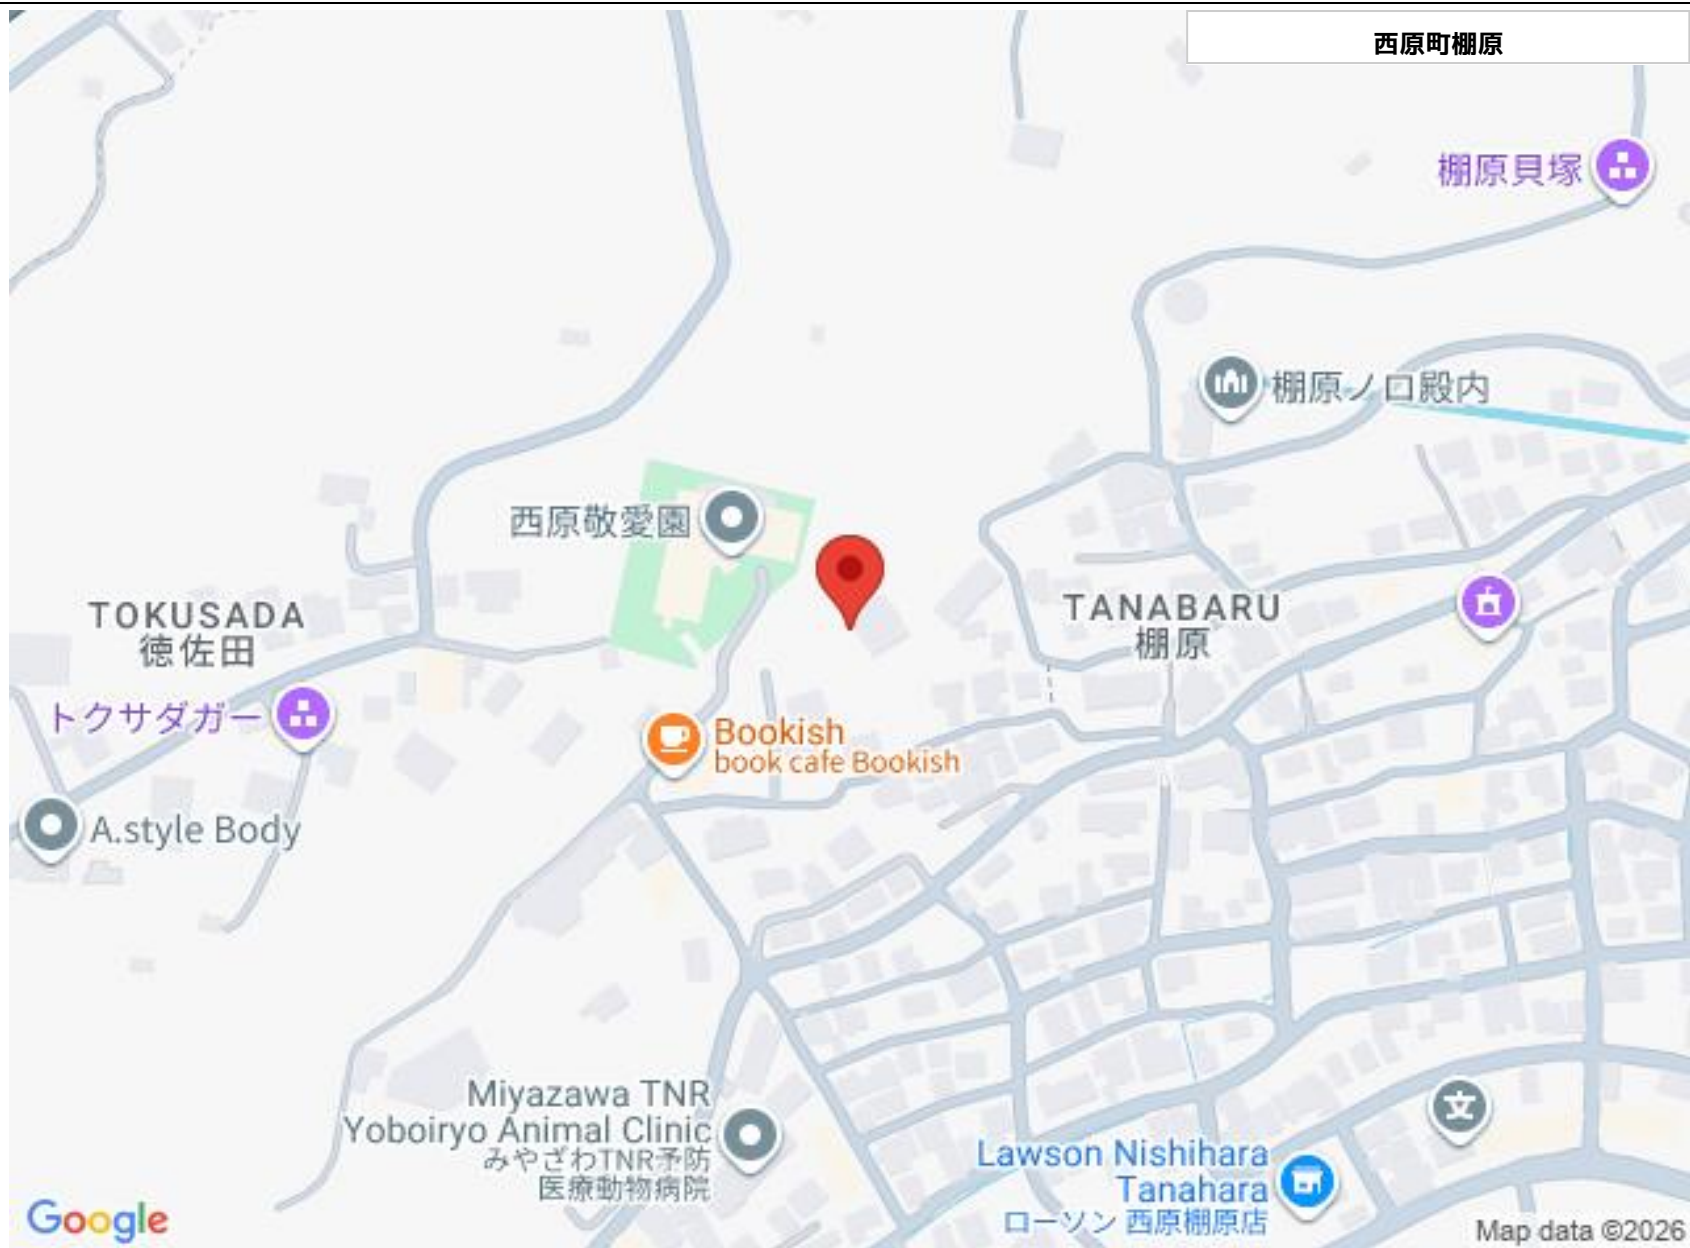 西原町棚原
棚原貝塚
棚原ノロ殿内
西原敬愛園
TOKUSADA
徳佐田
TANABARU
棚原
トクサダガー
Bookish
book cafe Bookish
A.style Body
Miyazawa TNR
Yoboiryo Animal Clinic
みやざわTNR予防
医療動物病院
文
Lawson Nishihara
Tanahara
ローソン 西原棚原店
Google
Map data ©2026